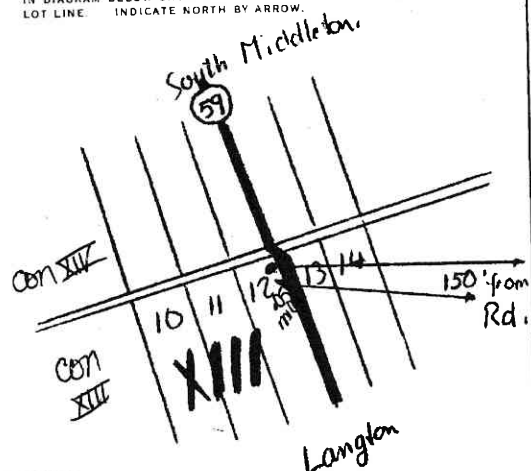 LOT LINE. INDICATE NORTH BY ARROW.
South Middleton.
59
con XIV
10 11 12 13 14
150' from
Rd.
con
XIII
XIII
Langton